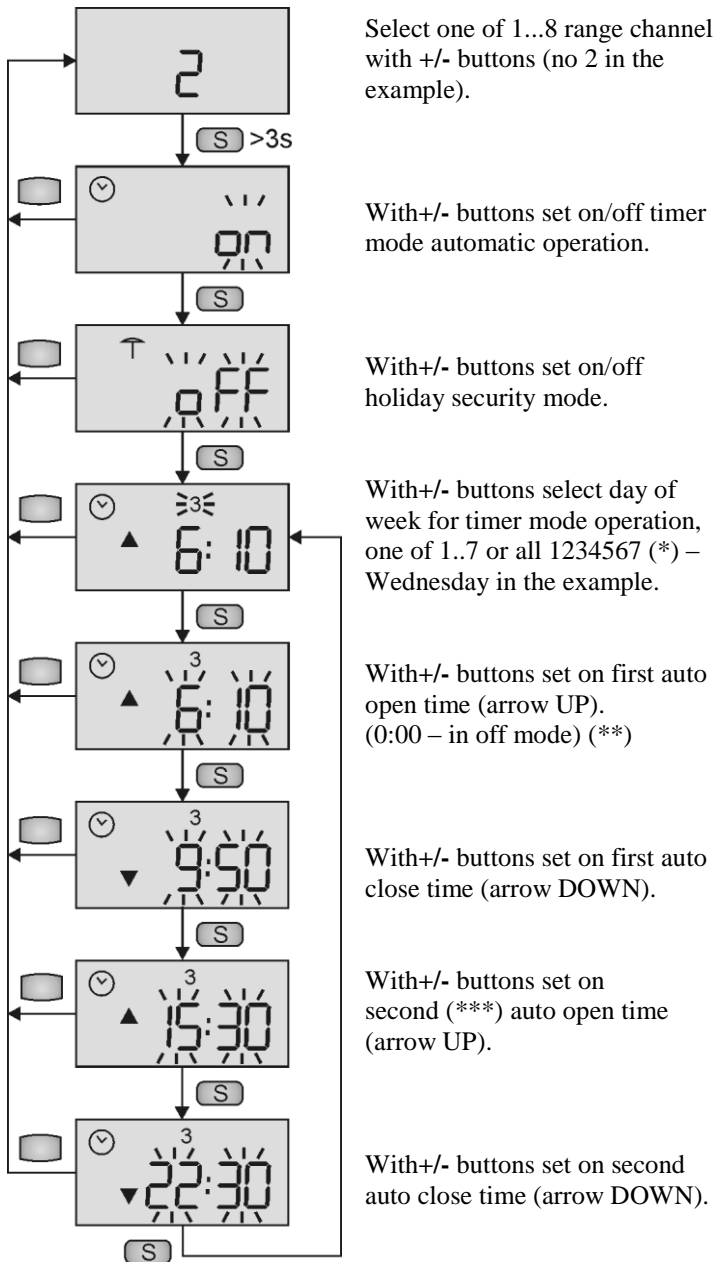 2
Select one of 1...8 range channel
with +/- buttons (no 2 in the
example).
S >3s
on
With+/- buttons set on/off timer
mode automatic operation.
S
oFF
With+/- buttons set on/off
holiday security mode.
S
3
6:10
With+/- buttons select day of
week for timer mode operation,
one of 1..7 or all 1234567 (*) –
Wednesday in the example.
S
3
6:10
With+/- buttons set on first auto
open time (arrow UP).
(0:00 – in off mode) (**)
S
3
9:50
With+/- buttons set on first auto
close time (arrow DOWN).
S
3
15:30
With+/- buttons set on
second (***) auto open time
(arrow UP).
S
3
22:30
With+/- buttons set on second
auto close time (arrow DOWN).
S